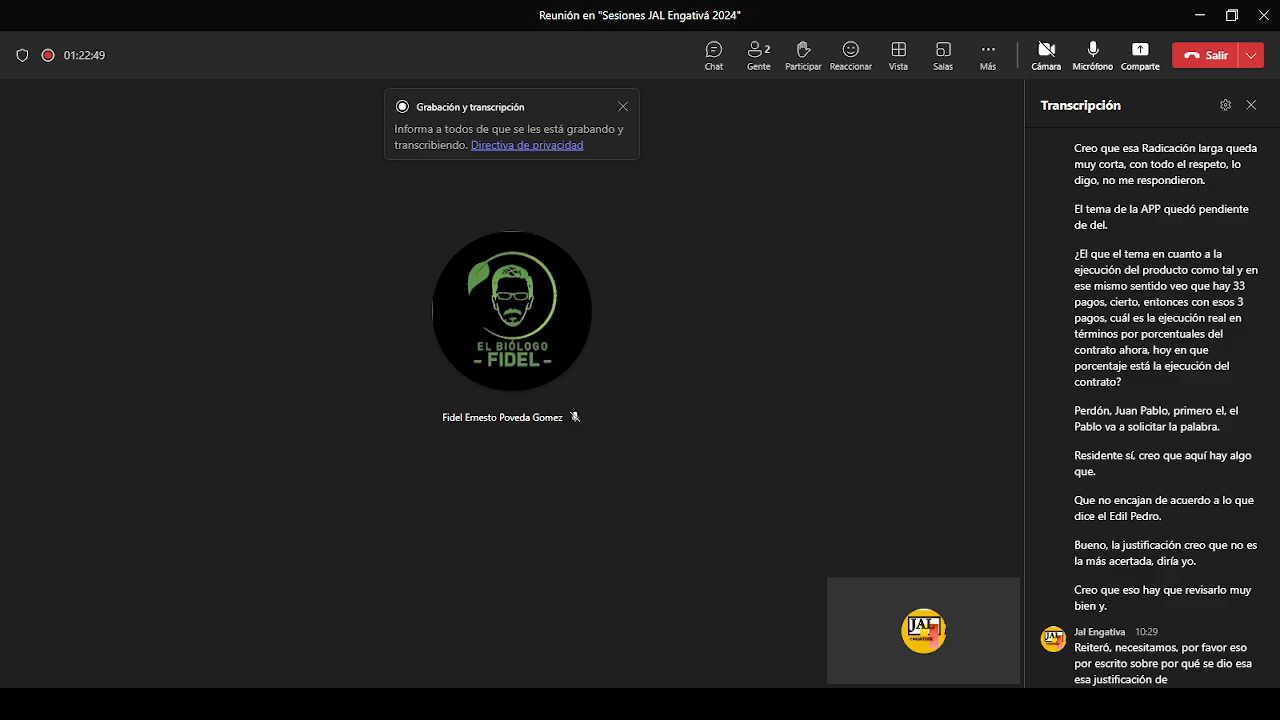 Reunión en "Sesiones JAL Engativá 2024"
01:22:49
Chat
Gente
2
Participar
Reaccionar
Vista
Salas
Más
Cámara
Micrófono
Comparte
Salir
Grabación y transcripción
Informa a todos de que se les está grabando y
transcribiendo. Directiva de privacidad
EL BIÓLOGO
- FIDEL -
Fidel Ernesto Poveda Gomez
JAL
ENGATIVÁ
Transcripción
Creo que esa Radicación larga queda
muy corta, con todo el respeto, lo
digo, no me respondieron.
El tema de la APP quedó pendiente
de del.
¿El que el tema en cuanto a la
ejecución del producto como tal y en
ese mismo sentido veo que hay 33
pagos, cierto, entonces con esos 3
pagos, cuál es la ejecución real en
términos por porcentuales del
contrato ahora, hoy en que
porcentaje está la ejecución del
contrato?
Perdón, Juan Pablo, primero el, el
Pablo va a solicitar la palabra.
Residente sí, creo que aquí hay algo
que.
Que no encajan de acuerdo a lo que
dice el Edil Pedro.
Bueno, la justificación creo que no es
la más acertada, diría yo.
Creo que eso hay que revisarlo muy
bien y.
JAL
Jal Engativa 10:29
Reiteró, necesitamos, por favor eso
por escrito sobre por qué se dio esa
esa justificación de